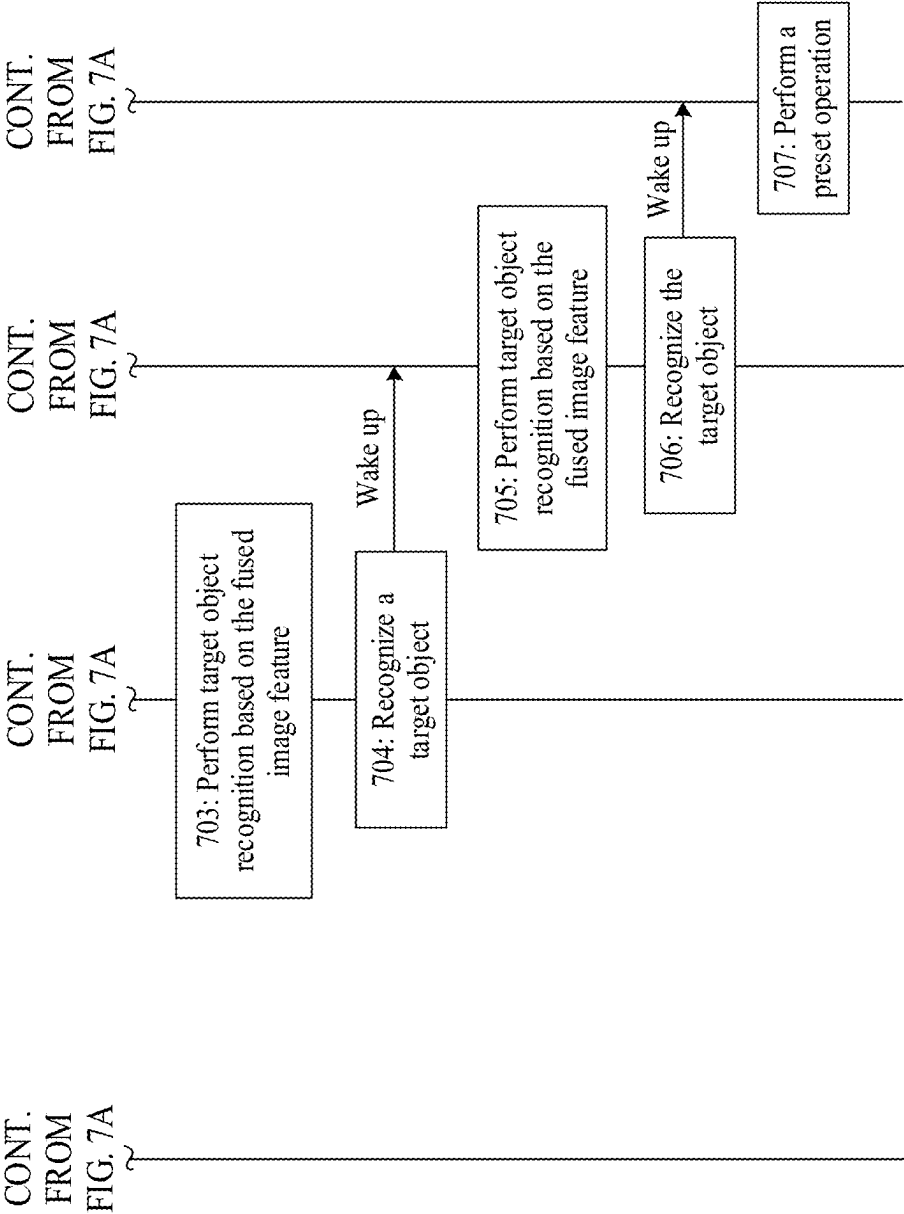 CONT.
FROM
FIG. 7A
CONT.
FROM
FIG. 7A
CONT.
FROM
FIG. 7A
CONT.
FROM
FIG. 7A
703: Perform target object
recognition based on the fused
image feature
704: Recognize a
target object
Wake up
705: Perform target object
recognition based on the
fused image feature
706: Recognize the
target object
Wake up
707: Perform a
preset operation